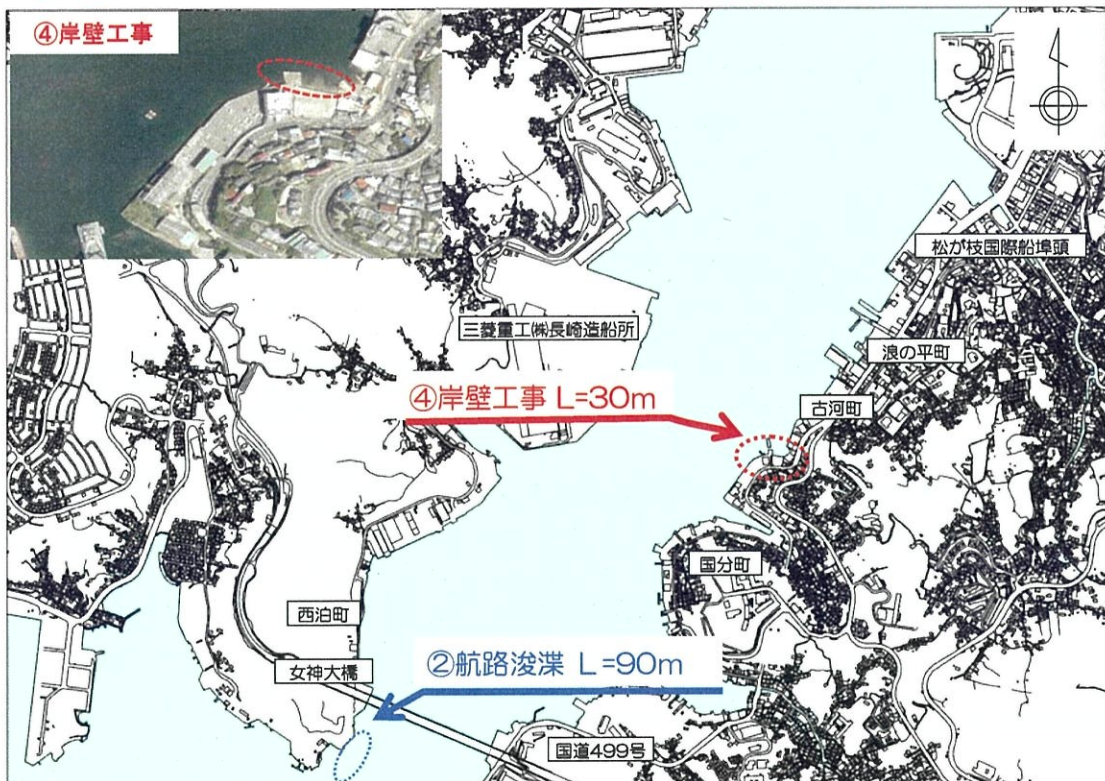 ④岸壁工事
松が枝国際船埠頭
三菱重工㈱長崎造船所
浪の平町
④岸壁工事 L=30m
古河町
国分町
西泊町
②航路浚渫 L=90m
女神大橋
国道499号